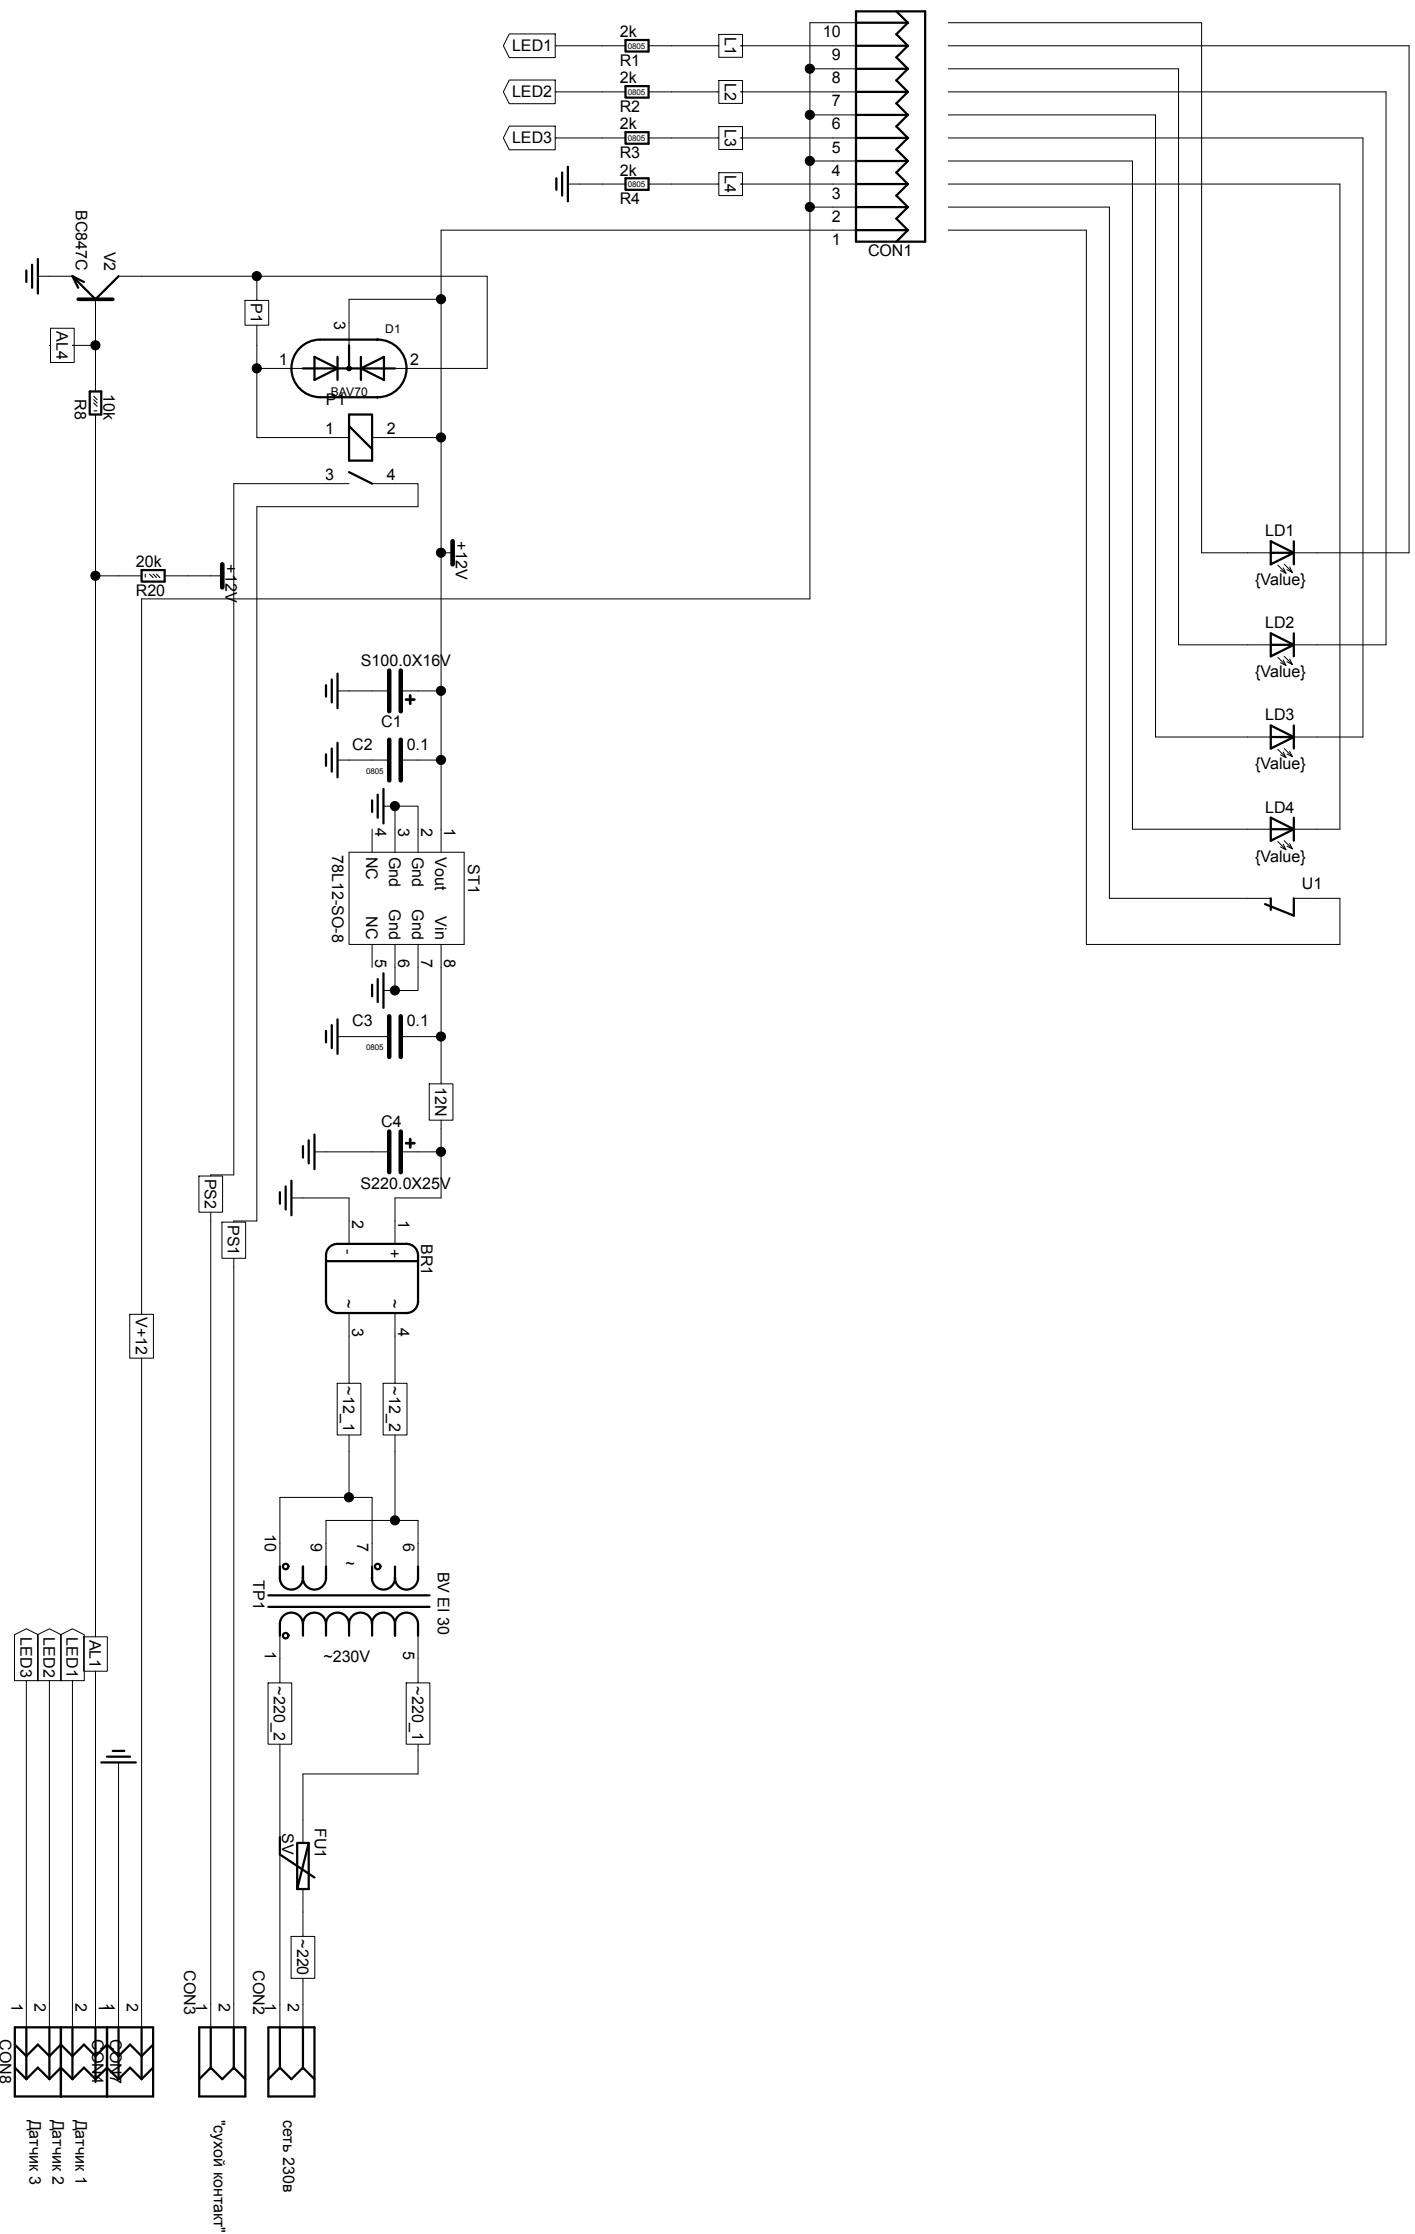 10
2k
LED1
0805
L1
R1
9
8
2k
LED2
0805
L2
R2
7
6
2k
LED3
0805
L3
R3
5
4
2k
0805
L4
R4
3
2
1
CON1
BC847C
V2
P1
AL4
3
D1
1
2
BAV70
P1
10k
R8
1
2
3
4
LD1
{Value}
+12V
20k
R20
+12V
LD2
{Value}
S100.0X16V
+
C1
LD3
{Value}
C2
0.1
0805
LD4
{Value}
4
3
2
1
NC
Gnd
Gnd
Vout
ST1
78L12-SO-8
NC
Gnd
Gnd
Vin
5
6
7
8
U1
C3
0.1
0805
12N
C4
+
S220.0X25V
PS2
PS1
2
1
BR1
-
+
~
~
3
4
V+12
~12_1
~12_2
10
9
7
6
~
TP1
BV EI 30
1
~230V
5
LED3
LED2
LED1
AL1
~220_2
~220_1
SV
FU1
~220
CON3
CON2
1
2
1
2
1
2
1
2
1
2
CON8
CON4
CON7
Датчик 3
Датчик 2
Датчик 1
"сухой контакт"
сеть 230в